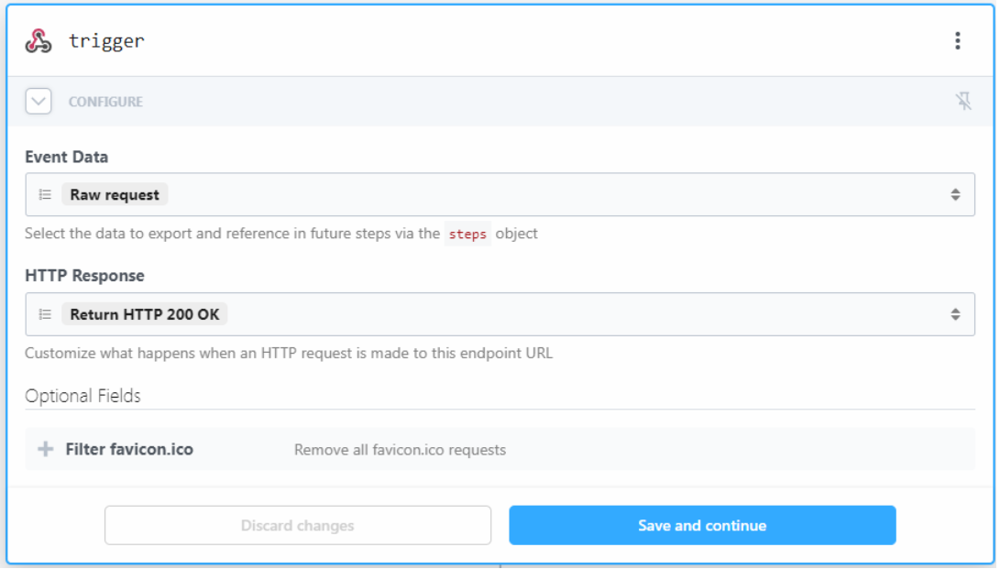 trigger
CONFIGURE
Event Data
Raw request
Select the data to export and reference in future steps via the steps object
HTTP Response
Return HTTP 200 OK
Customize what happens when an HTTP request is made to this endpoint URL
Optional Fields
Filter favicon.ico Remove all favicon.ico requests
Discard changes Save and continue